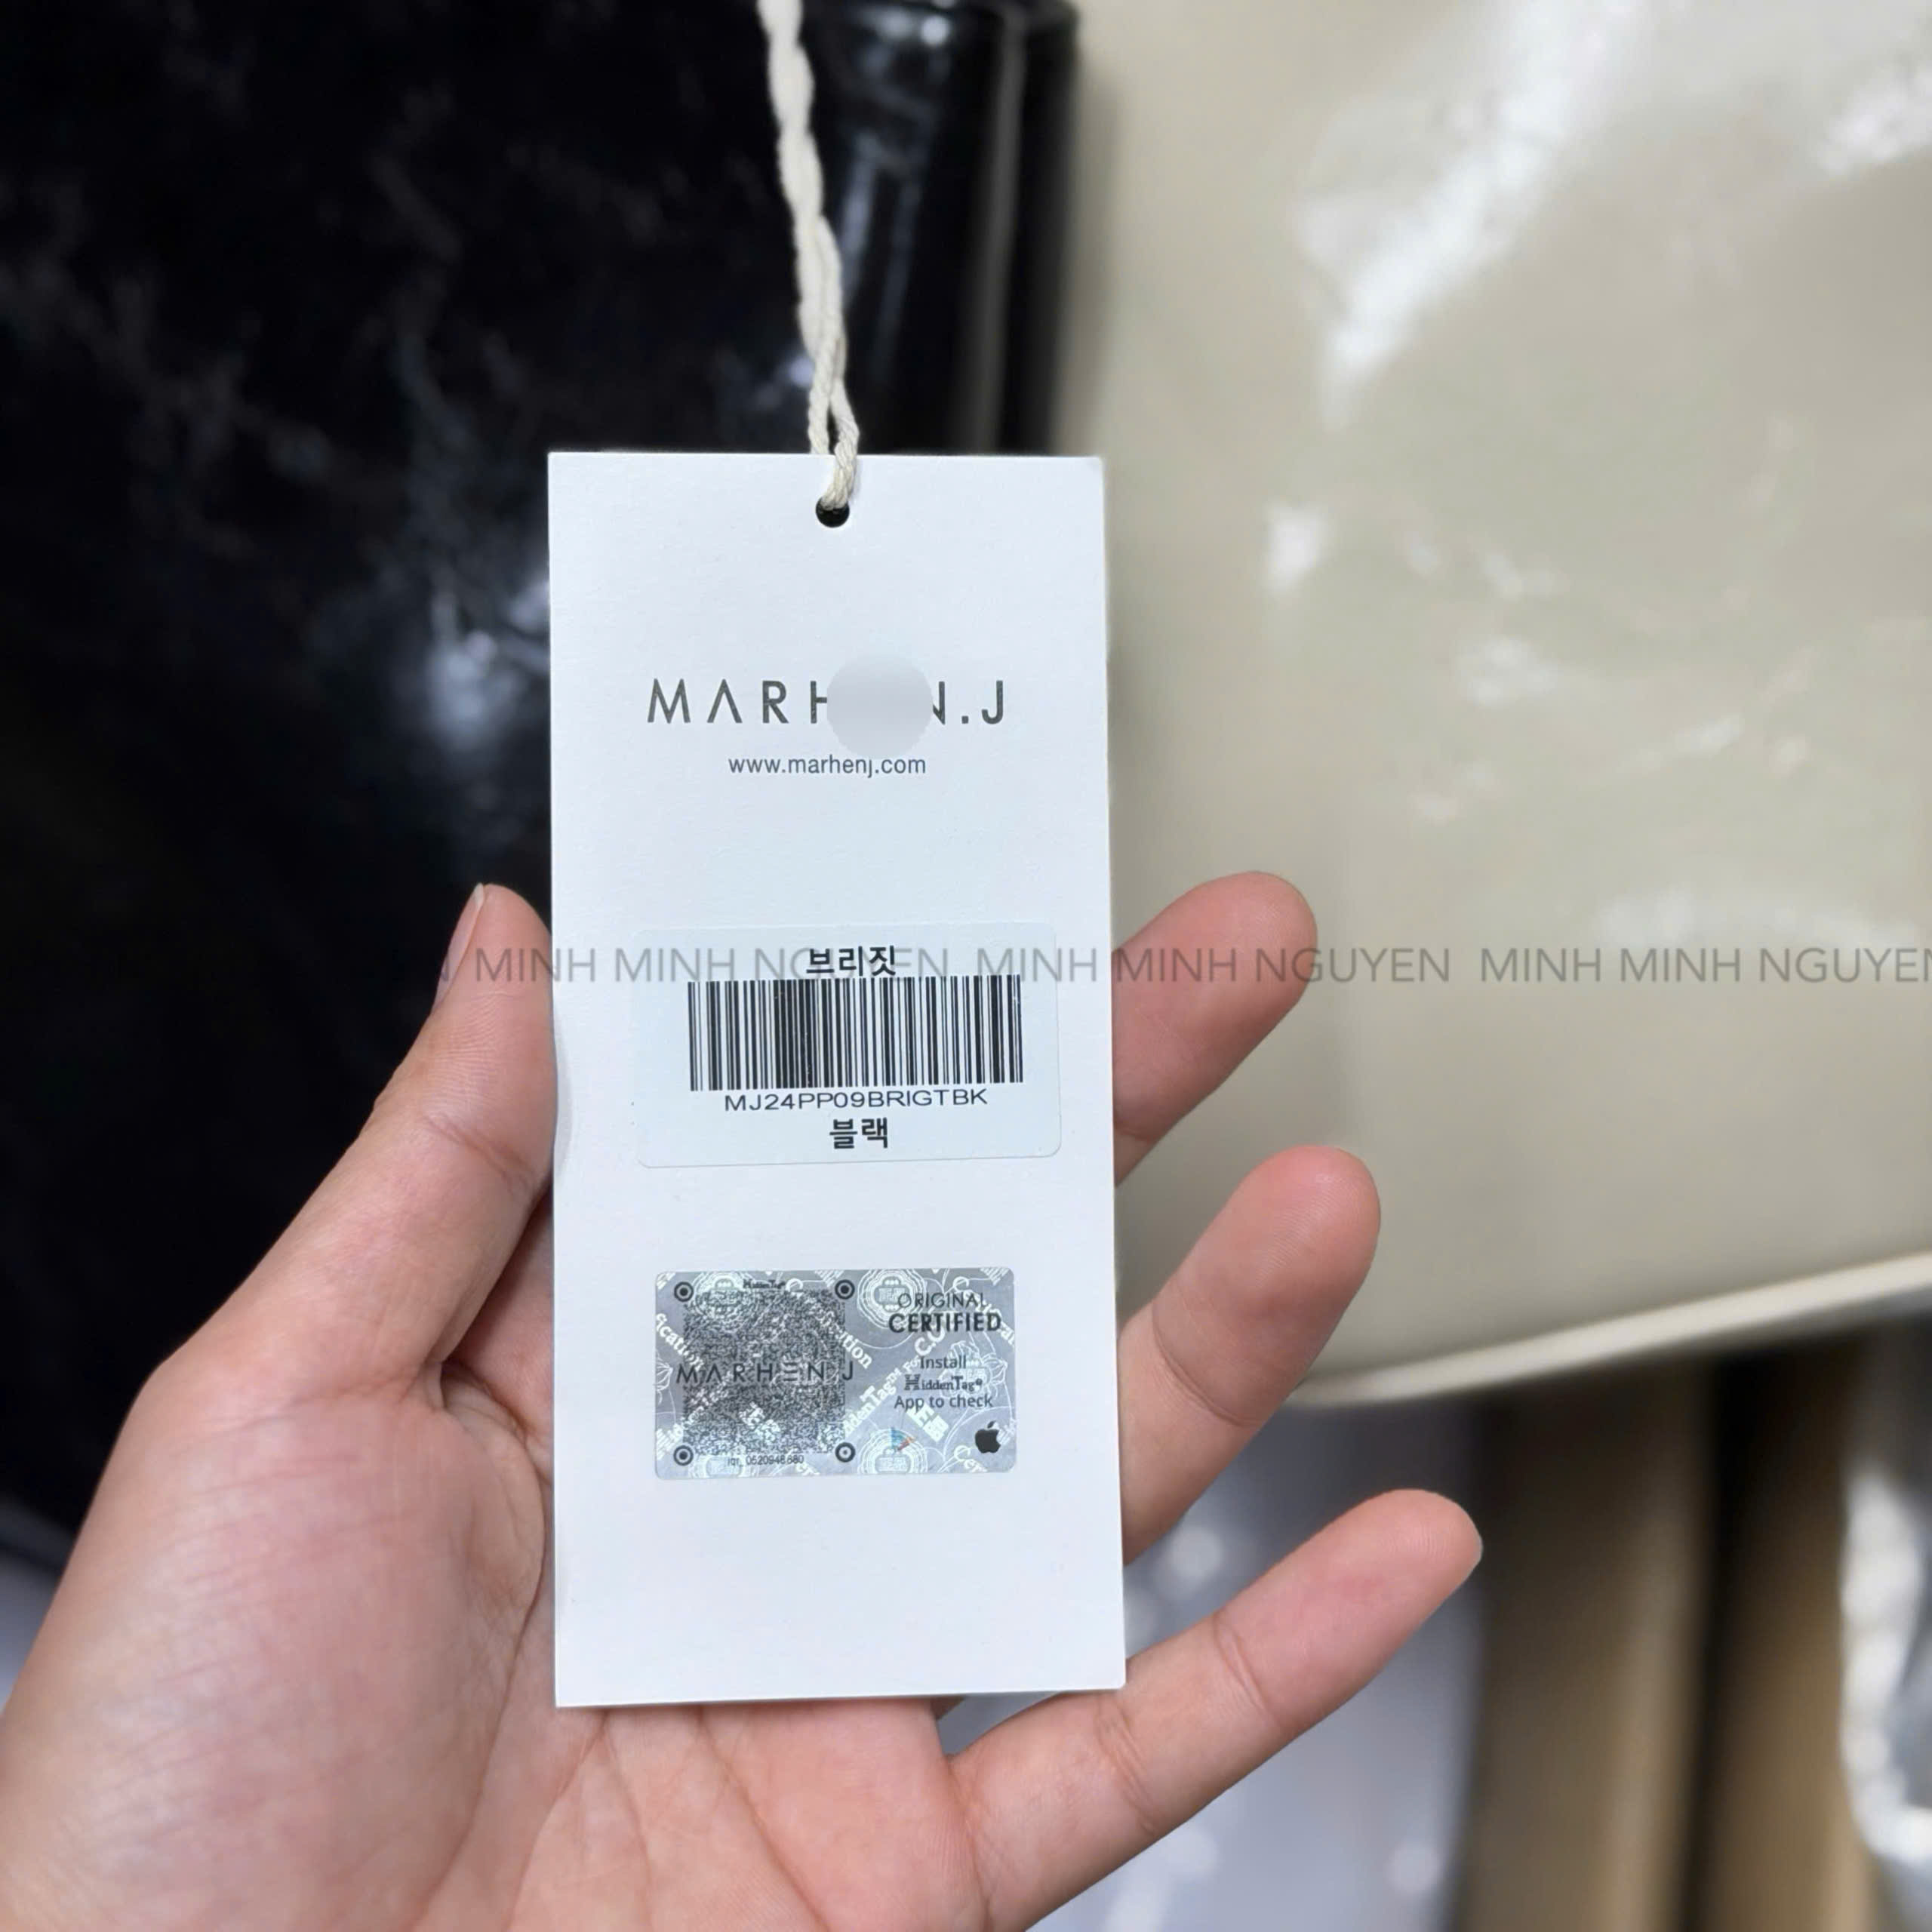 MARH N.J
www.marhenj.com
MINH MINH NGUYEN MINH MINH NGUYEN MINH MINH NGUYEN
브리짓
MJ24PP09BRIGTBK
블랙
HiddenTag®
ORIGINAL
CERTIFIED
MARHEN J
Install
HiddenTag®
App to check